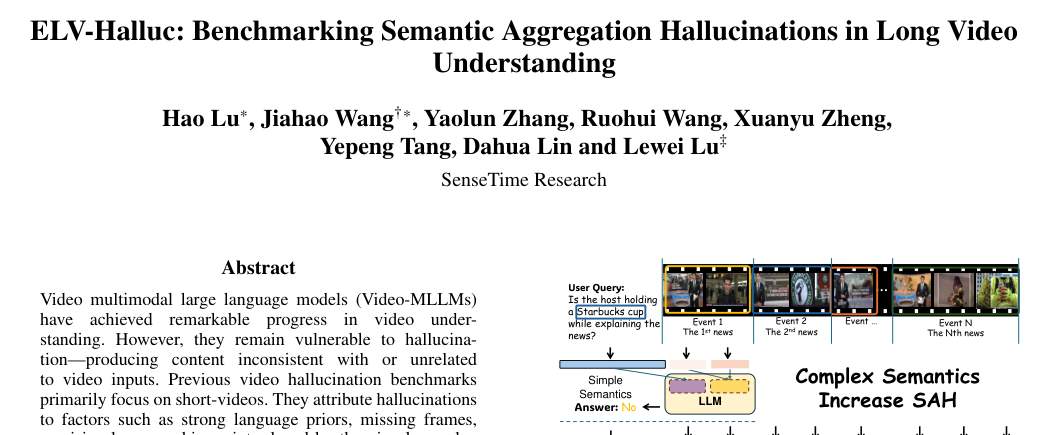 ELV-Halluc: Benchmarking Semantic Aggregation Hallucinations in Long Video
Understanding
Hao Lu*, Jiahao Wang†*, Yaolun Zhang, Ruohui Wang, Xuanyu Zheng,
Yepeng Tang, Dahua Lin and Lewei Lu‡
SenseTime Research
Abstract
Video multimodal large language models (Video-MLLMs)
have achieved remarkable progress in video under-
standing. However, they remain vulnerable to hallucina-
tion—producing content inconsistent with or unrelated
to video inputs. Previous video hallucination benchmarks
primarily focus on short-videos. They attribute hallucinations
to factors such as strong language priors, missing frames,
User Query:
Is the host holding
a Starbucks cup
while explaining the
news?
Event 1
The 1st news
Event 2
The 2nd news
Event ...
...
Event N
The Nth news
Simple
Semantics
Answer: No
LLM
Complex Semantics
Increase SAH